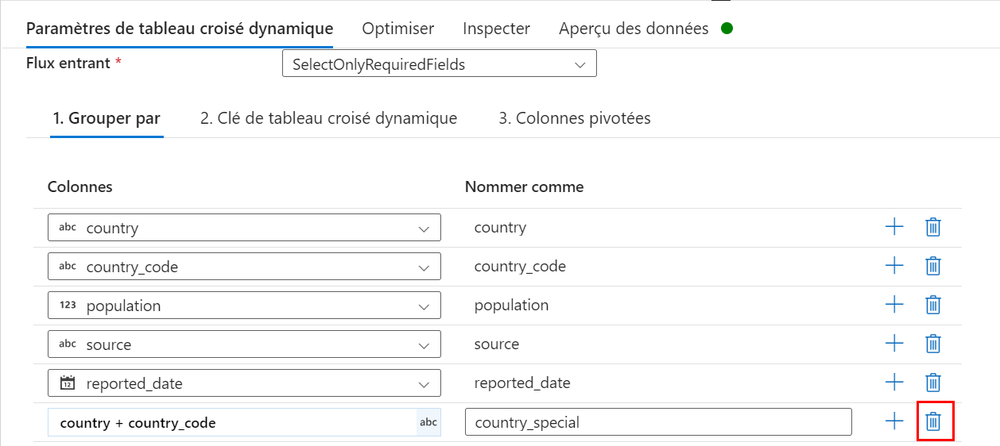 Paramètres de tableau croisé dynamique Optimiser Inspecter Aperçu des données
Flux entrant * SelectOnlyRequiredFields
1. Grouper par 2. Clé de tableau croisé dynamique 3. Colonnes pivotées
Colonnes Nommer comme
abc country country
abc country_code country_code
123 population population
abc source source
12 reported_date reported_date
country + country_code abc country_special